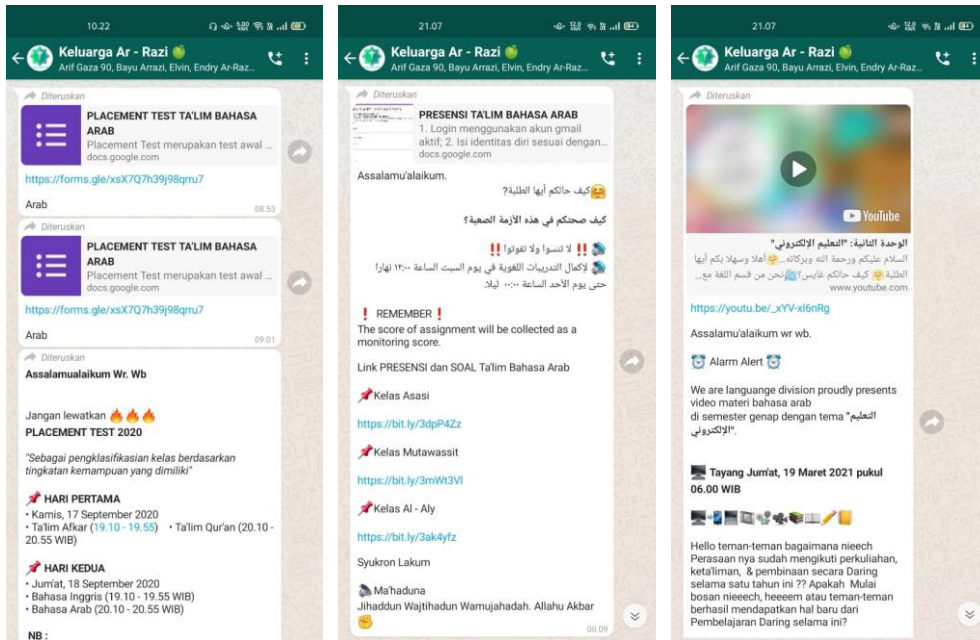 10.22
Keluarga Ar - Razi
Arif Gaza 90, Bayu Arrazi, Elvin, Endry Ar-Raz...
Diteruskan
PLACEMENT TEST TA'LIM BAHASA
ARAB
Placement Test merupakan test awal ...
docs.google.com
https://forms.gle/xsX7Q7h39j98qrru7
Arab
08.53
Diteruskan
PLACEMENT TEST TA'LIM BAHASA
ARAB
Placement Test merupakan test awal ...
docs.google.com
https://forms.gle/xsX7Q7h39j98qrru7
Arab
09.01
Diteruskan
Assalamualaikum Wr. Wb
Jangan lewatkan 🔥🔥🔥
PLACEMENT TEST 2020
"Sebagai pengklasifikasian kelas berdasarkan
tingkatan kemampuan yang dimiliki"
📌 HARI PERTAMA
• Kamis, 17 September 2020
• Ta'lim Afkar (19.10 - 19.55) • Ta'lim Qur'an (20.10 -
20.55 WIB)
📌 HARI KEDUA
• Jum'at, 18 September 2020
• Bahasa Inggris (19.10 - 19.55 WIB)
• Bahasa Arab (20.10 - 20.55 WIB)
NB :
21.07
Keluarga Ar - Razi
Arif Gaza 90, Bayu Arrazi, Elvin, Endry Ar-Raz...
Diteruskan
PRESENSI TA'LIM BAHASA ARAB
1. Login menggunakan akun gmail
aktif; 2. Isi identitas diri sesuai dengan...
docs.google.com
Assalamu'alaikum.
🤗كيف حالكم أيها الطلبة?
كيف صحتكم في هذه الأزمة الصعبة؟
🔊 ‼ لا تنسوا ولا تفوتوا ‼
🔊 لإكمال التدريبات اللغوية في يوم السبت الساعة ١٢:٠٠ نهارا
حتى يوم الأحد الساعة ٠٠:٠٠ ليلا.
❗ REMEMBER ❗
The score of assignment will be collected as a
monitoring score.
Link PRESENSI dan SOAL Ta'lim Bahasa Arab
📌Kelas Asasi
https://bit.ly/3dpP4Zz
📌Kelas Mutawassit
https://bit.ly/3mWt3VI
📌Kelas Al - Aly
https://bit.ly/3ak4yfz
Syukron Lakum
🔊Ma'haduna
Jihaddun Wajtihadun Wamujahadah. Allahu Akbar
✊
00.09
21.07
Keluarga Ar - Razi
Arif Gaza 90, Bayu Arrazi, Elvin, Endry Ar-Raz...
Diteruskan
YouTube
الوحدة الثانية: "التعليم الإلكتروني"
السلام عليكم ورحمة الله وبركاته...🤗أهلا وسهلا بكم أيها
الطلبة🤗 كيف حالكم غايس؟ نحن من قسم اللغة مع...
www.youtube.com
https://youtu.be/_xYV-xl6nRg
Assalamu'alaikum wr wb.
⏰ Alarm Alert ⏰
We are languange division proudly presents
video materi bahasa arab
di semester genap dengan tema "التعليم
الإلكتروني".
🖥 Tayang Jum'at, 19 Maret 2021 pukul
06.00 WIB
Hello teman-teman bagaimana nieech
Perasaan nya sudah mengikuti perkuliahan,
keta'liman, & pembinaan secara Daring
selama satu tahun ini ?? Apakah Mulai
bosan nieeech, heeeem atau teman-teman
berhasil mendapatkan hal baru dari
Pembelajaran Daring selama ini?